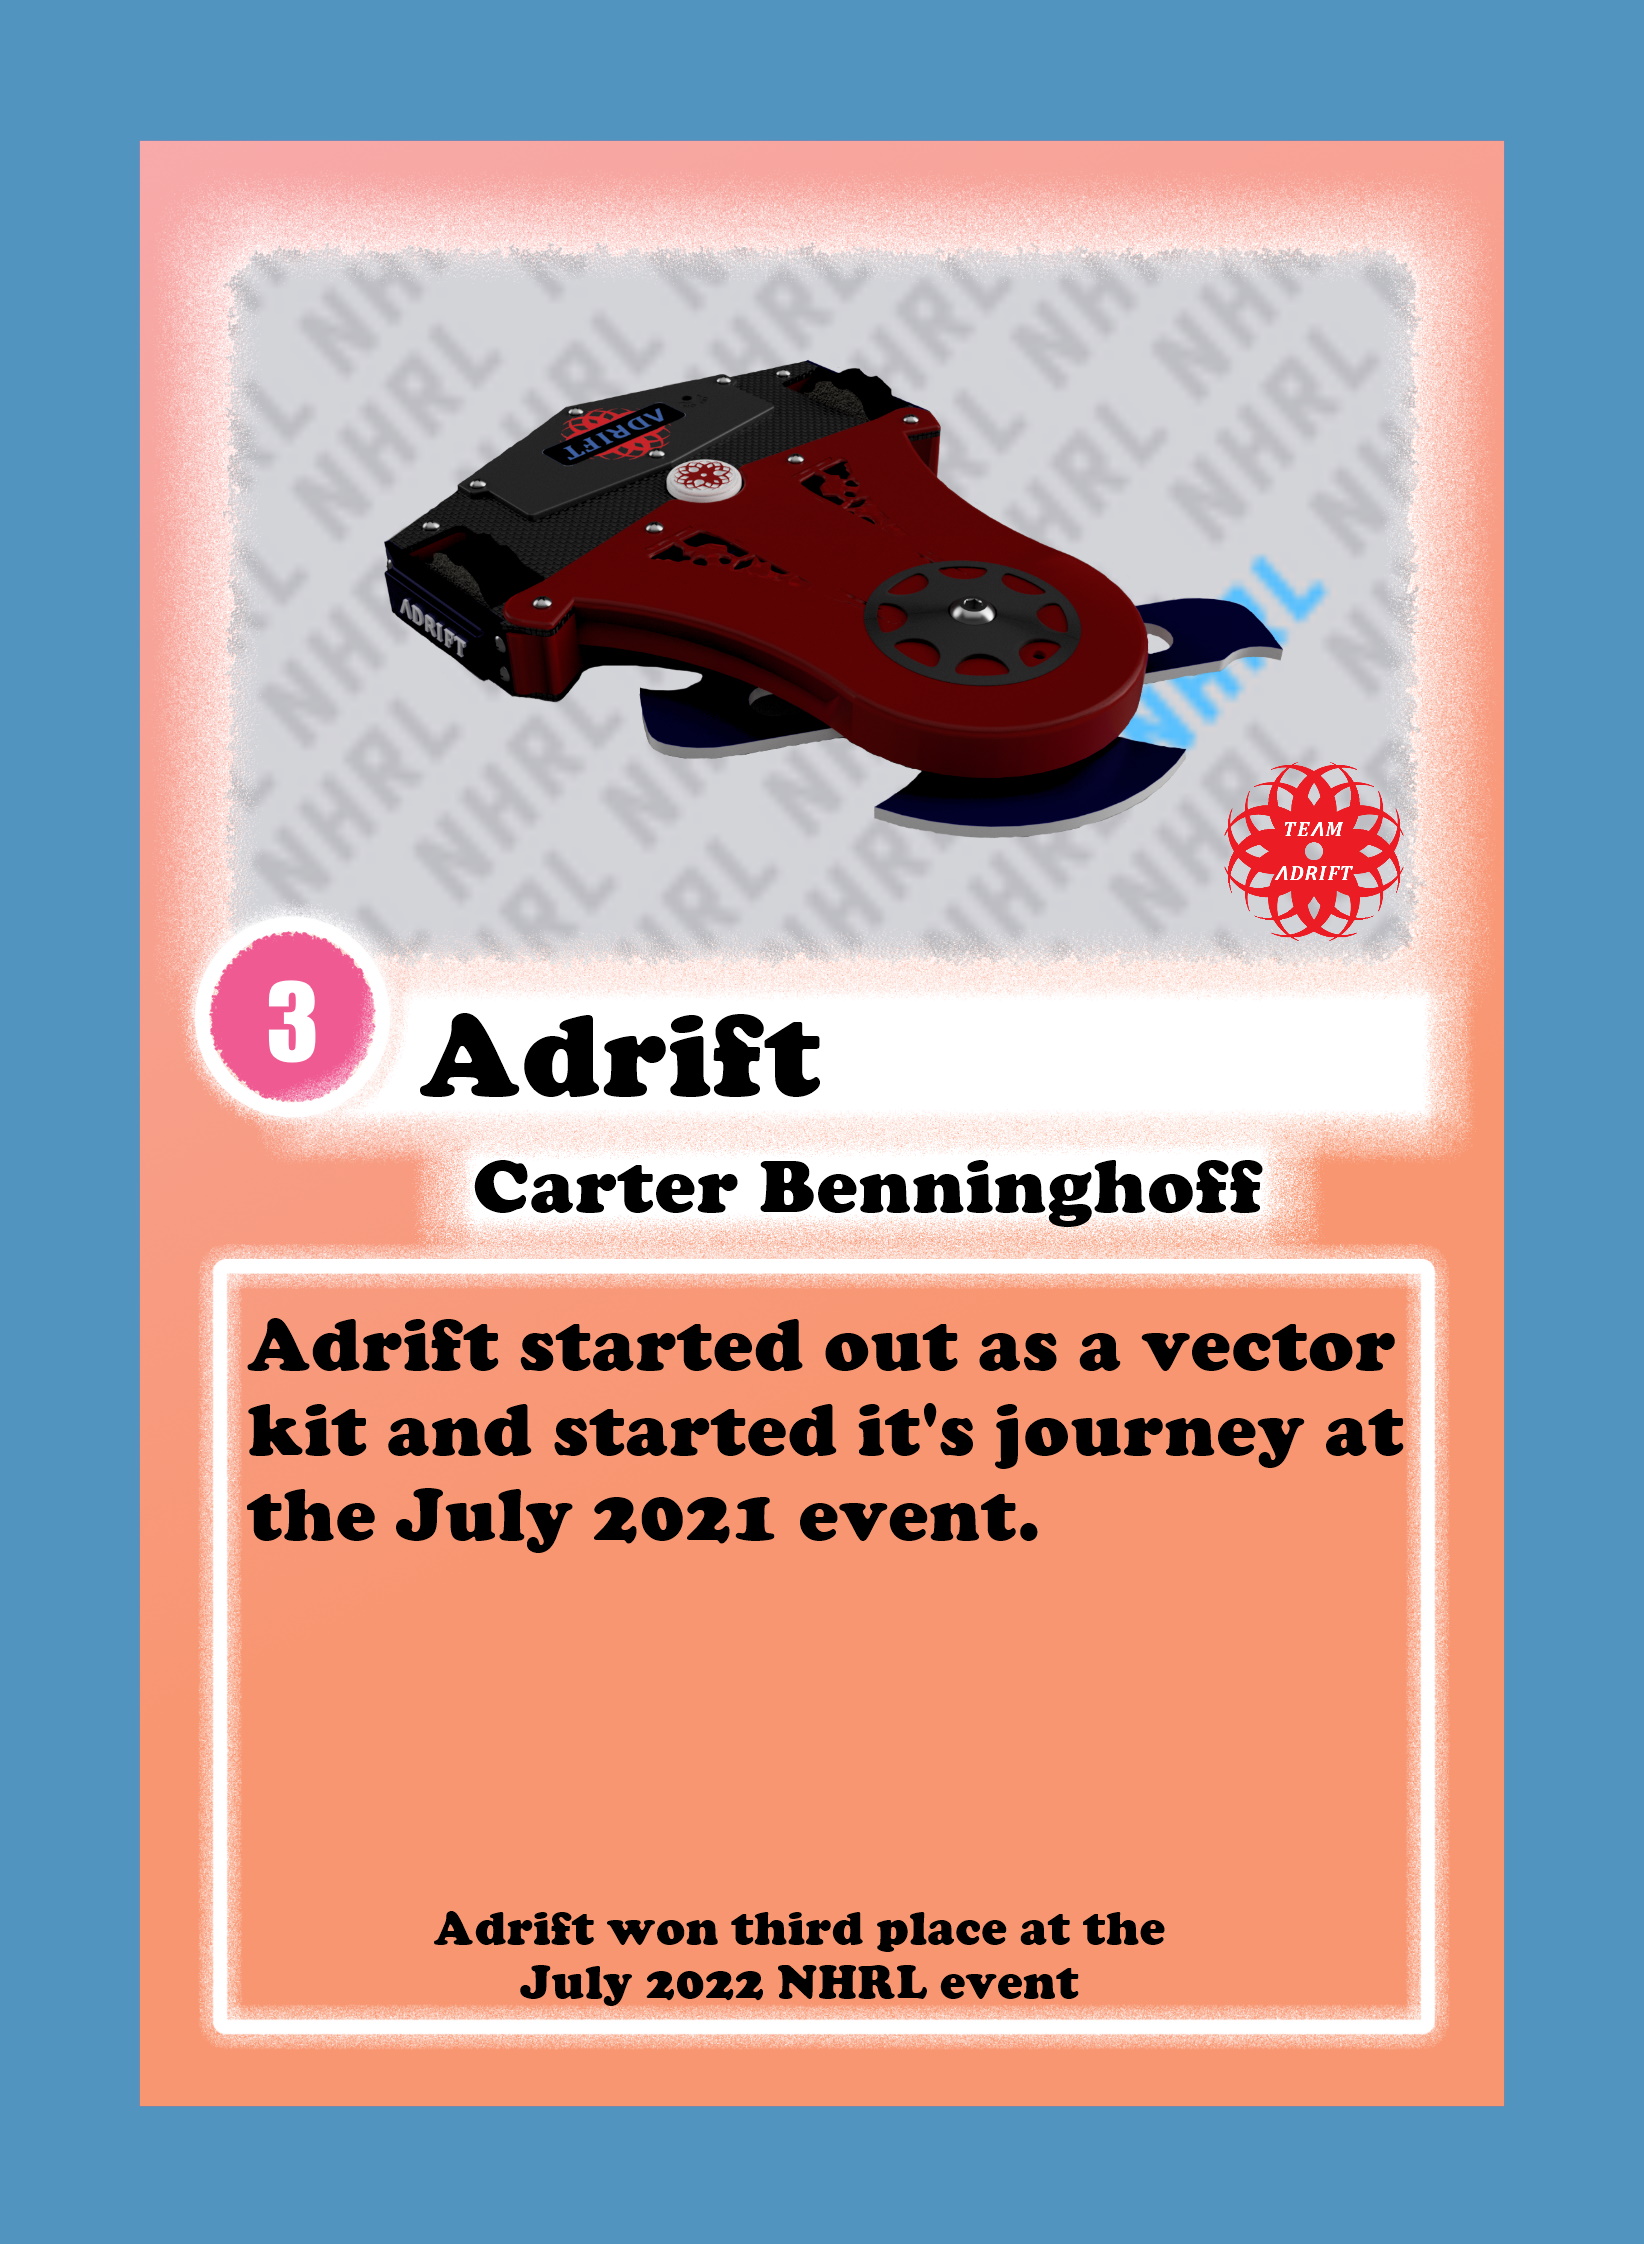 NHRL
ADRIFT
ADRIFT
TEAM
ADRIFT
3
Adrift
Carter Benninghoff
Adrift started out as a vector
kit and started it's journey at
the July 2021 event.
Adrift won third place at the
July 2022 NHRL event